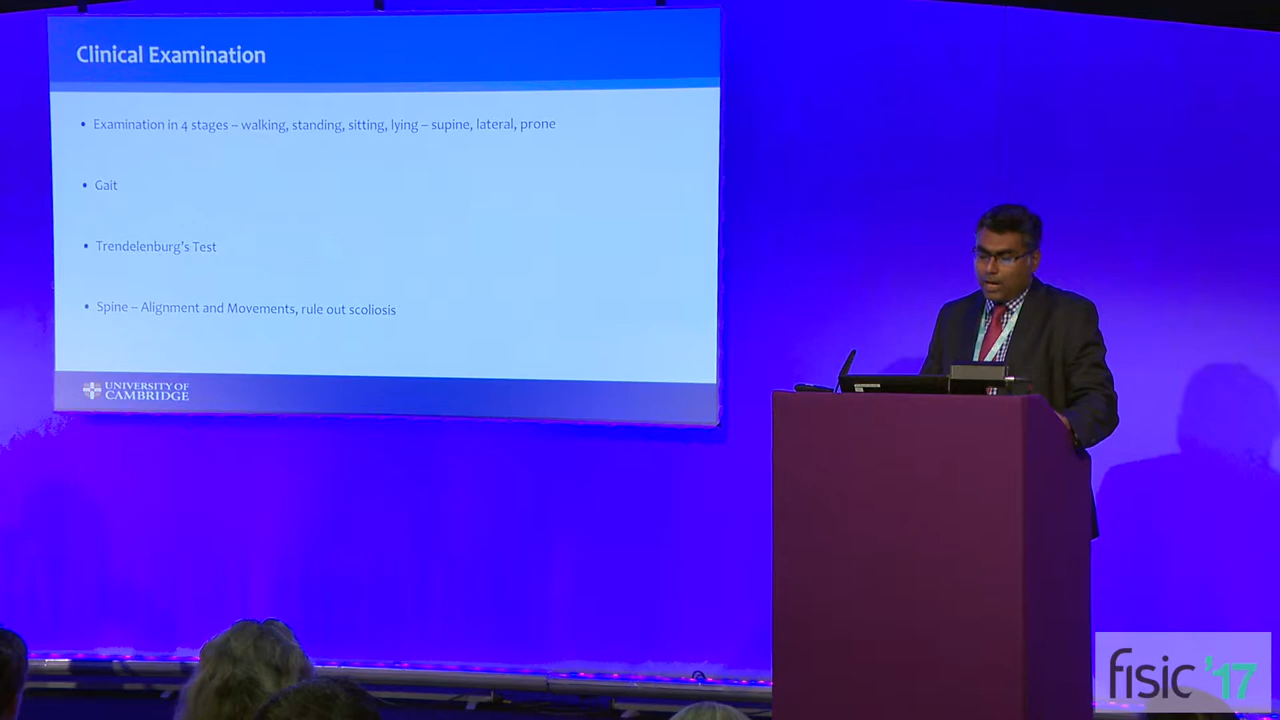 Clinical Examination
• Examination in 4 stages – walking, standing, sitting, lying – supine, lateral, prone
• Gait
• Trendelenburg's Test
• Spine – Alignment and Movements, rule out scoliosis
UNIVERSITY OF
CAMBRIDGE
fisic '17